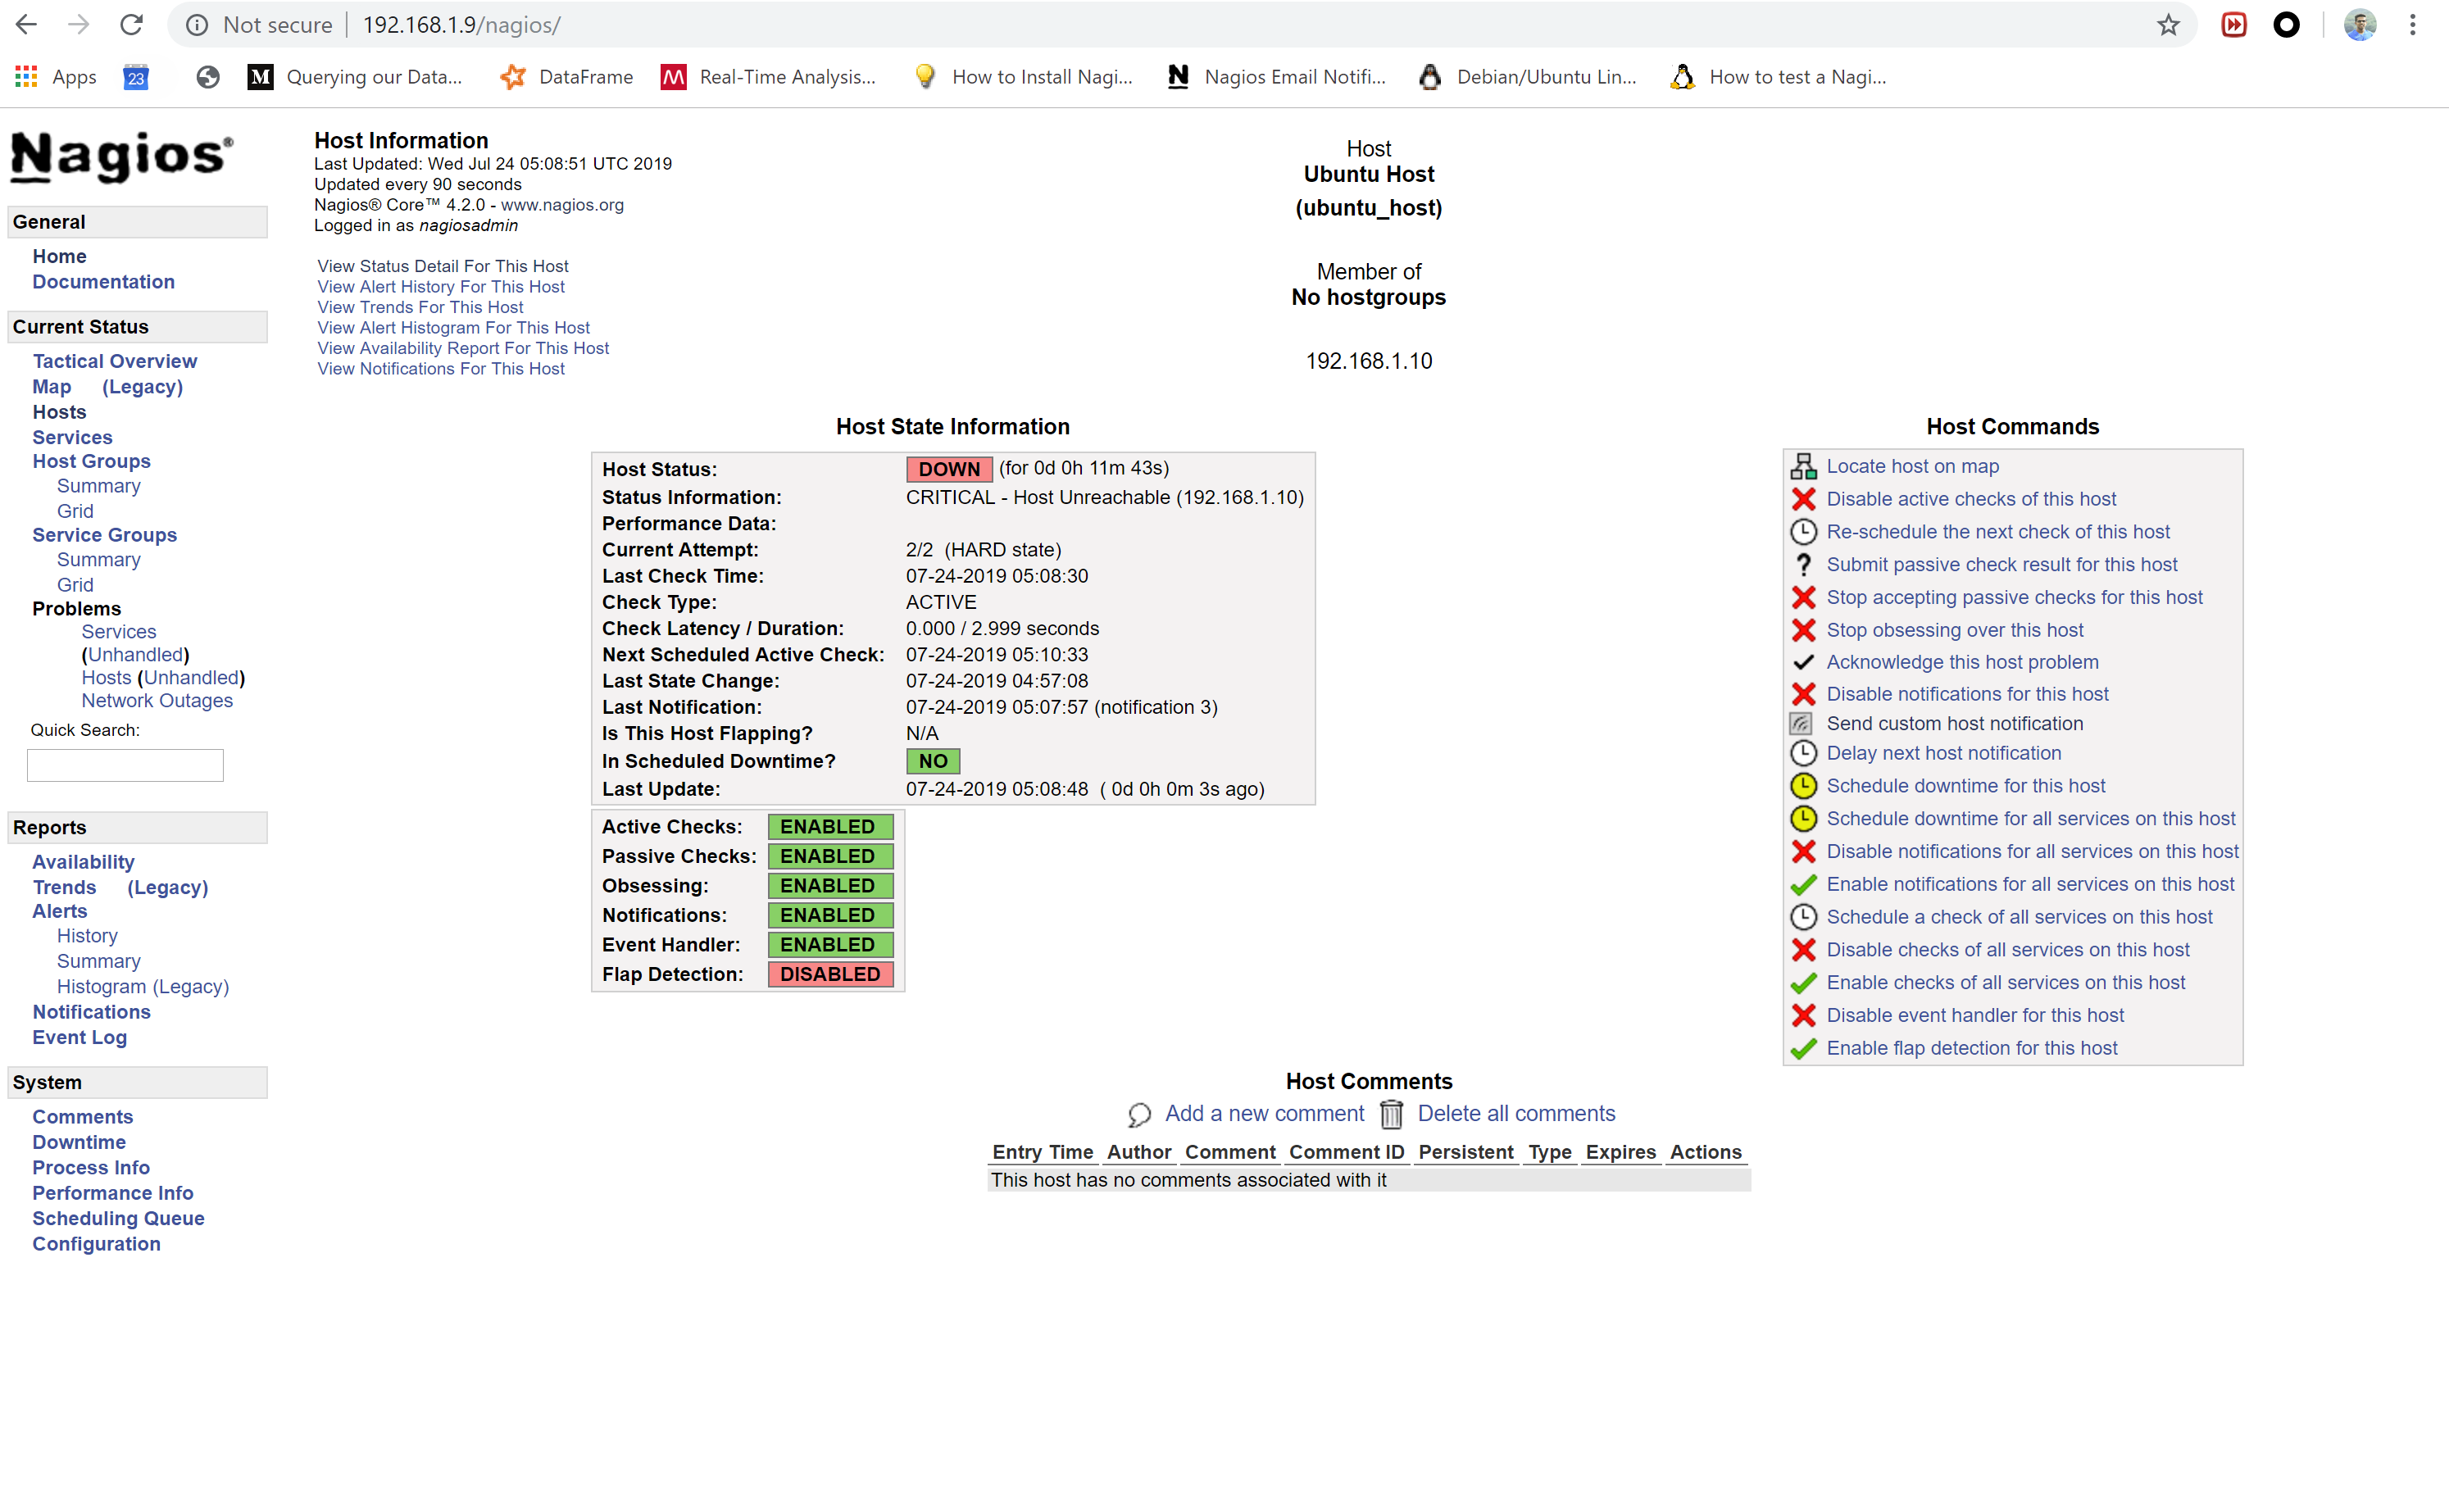 Not secure | 192.168.1.9/nagios/
Apps 23 M Querying our Data... DataFrame Real-Time Analysis... How to Install Nagi... N Nagios Email Notifi... Debian/Ubuntu Lin... How to test a Nagi...
Nagios®
General
Home
Documentation
Current Status
Tactical Overview
Map (Legacy)
Hosts
Services
Host Groups
Summary
Grid
Service Groups
Summary
Grid
Problems
Services
(Unhandled)
Hosts (Unhandled)
Network Outages
Quick Search:
Reports
Availability
Trends (Legacy)
Alerts
History
Summary
Histogram (Legacy)
Notifications
Event Log
System
Comments
Downtime
Process Info
Performance Info
Scheduling Queue
Configuration
Host Information
Last Updated: Wed Jul 24 05:08:51 UTC 2019
Updated every 90 seconds
Nagios® Core™ 4.2.0 - www.nagios.org
Logged in as nagiosadmin
View Status Detail For This Host
View Alert History For This Host
View Trends For This Host
View Alert Histogram For This Host
View Availability Report For This Host
View Notifications For This Host
Host
Ubuntu Host
(ubuntu_host)
Member of
No hostgroups
192.168.1.10
Host State Information
Host Status: DOWN (for 0d 0h 11m 43s)
Status Information: CRITICAL - Host Unreachable (192.168.1.10)
Performance Data:
Current Attempt: 2/2 (HARD state)
Last Check Time: 07-24-2019 05:08:30
Check Type: ACTIVE
Check Latency / Duration: 0.000 / 2.999 seconds
Next Scheduled Active Check: 07-24-2019 05:10:33
Last State Change: 07-24-2019 04:57:08
Last Notification: 07-24-2019 05:07:57 (notification 3)
Is This Host Flapping? N/A
In Scheduled Downtime? NO
Last Update: 07-24-2019 05:08:48 ( 0d 0h 0m 3s ago)
Active Checks: ENABLED
Passive Checks: ENABLED
Obsessing: ENABLED
Notifications: ENABLED
Event Handler: ENABLED
Flap Detection: DISABLED
Host Commands
Locate host on map
Disable active checks of this host
Re-schedule the next check of this host
Submit passive check result for this host
Stop accepting passive checks for this host
Stop obsessing over this host
Acknowledge this host problem
Disable notifications for this host
Send custom host notification
Delay next host notification
Schedule downtime for this host
Schedule downtime for all services on this host
Disable notifications for all services on this host
Enable notifications for all services on this host
Schedule a check of all services on this host
Disable checks of all services on this host
Enable checks of all services on this host
Disable event handler for this host
Enable flap detection for this host
Host Comments
Add a new comment Delete all comments
Entry Time Author Comment Comment ID Persistent Type Expires Actions
This host has no comments associated with it